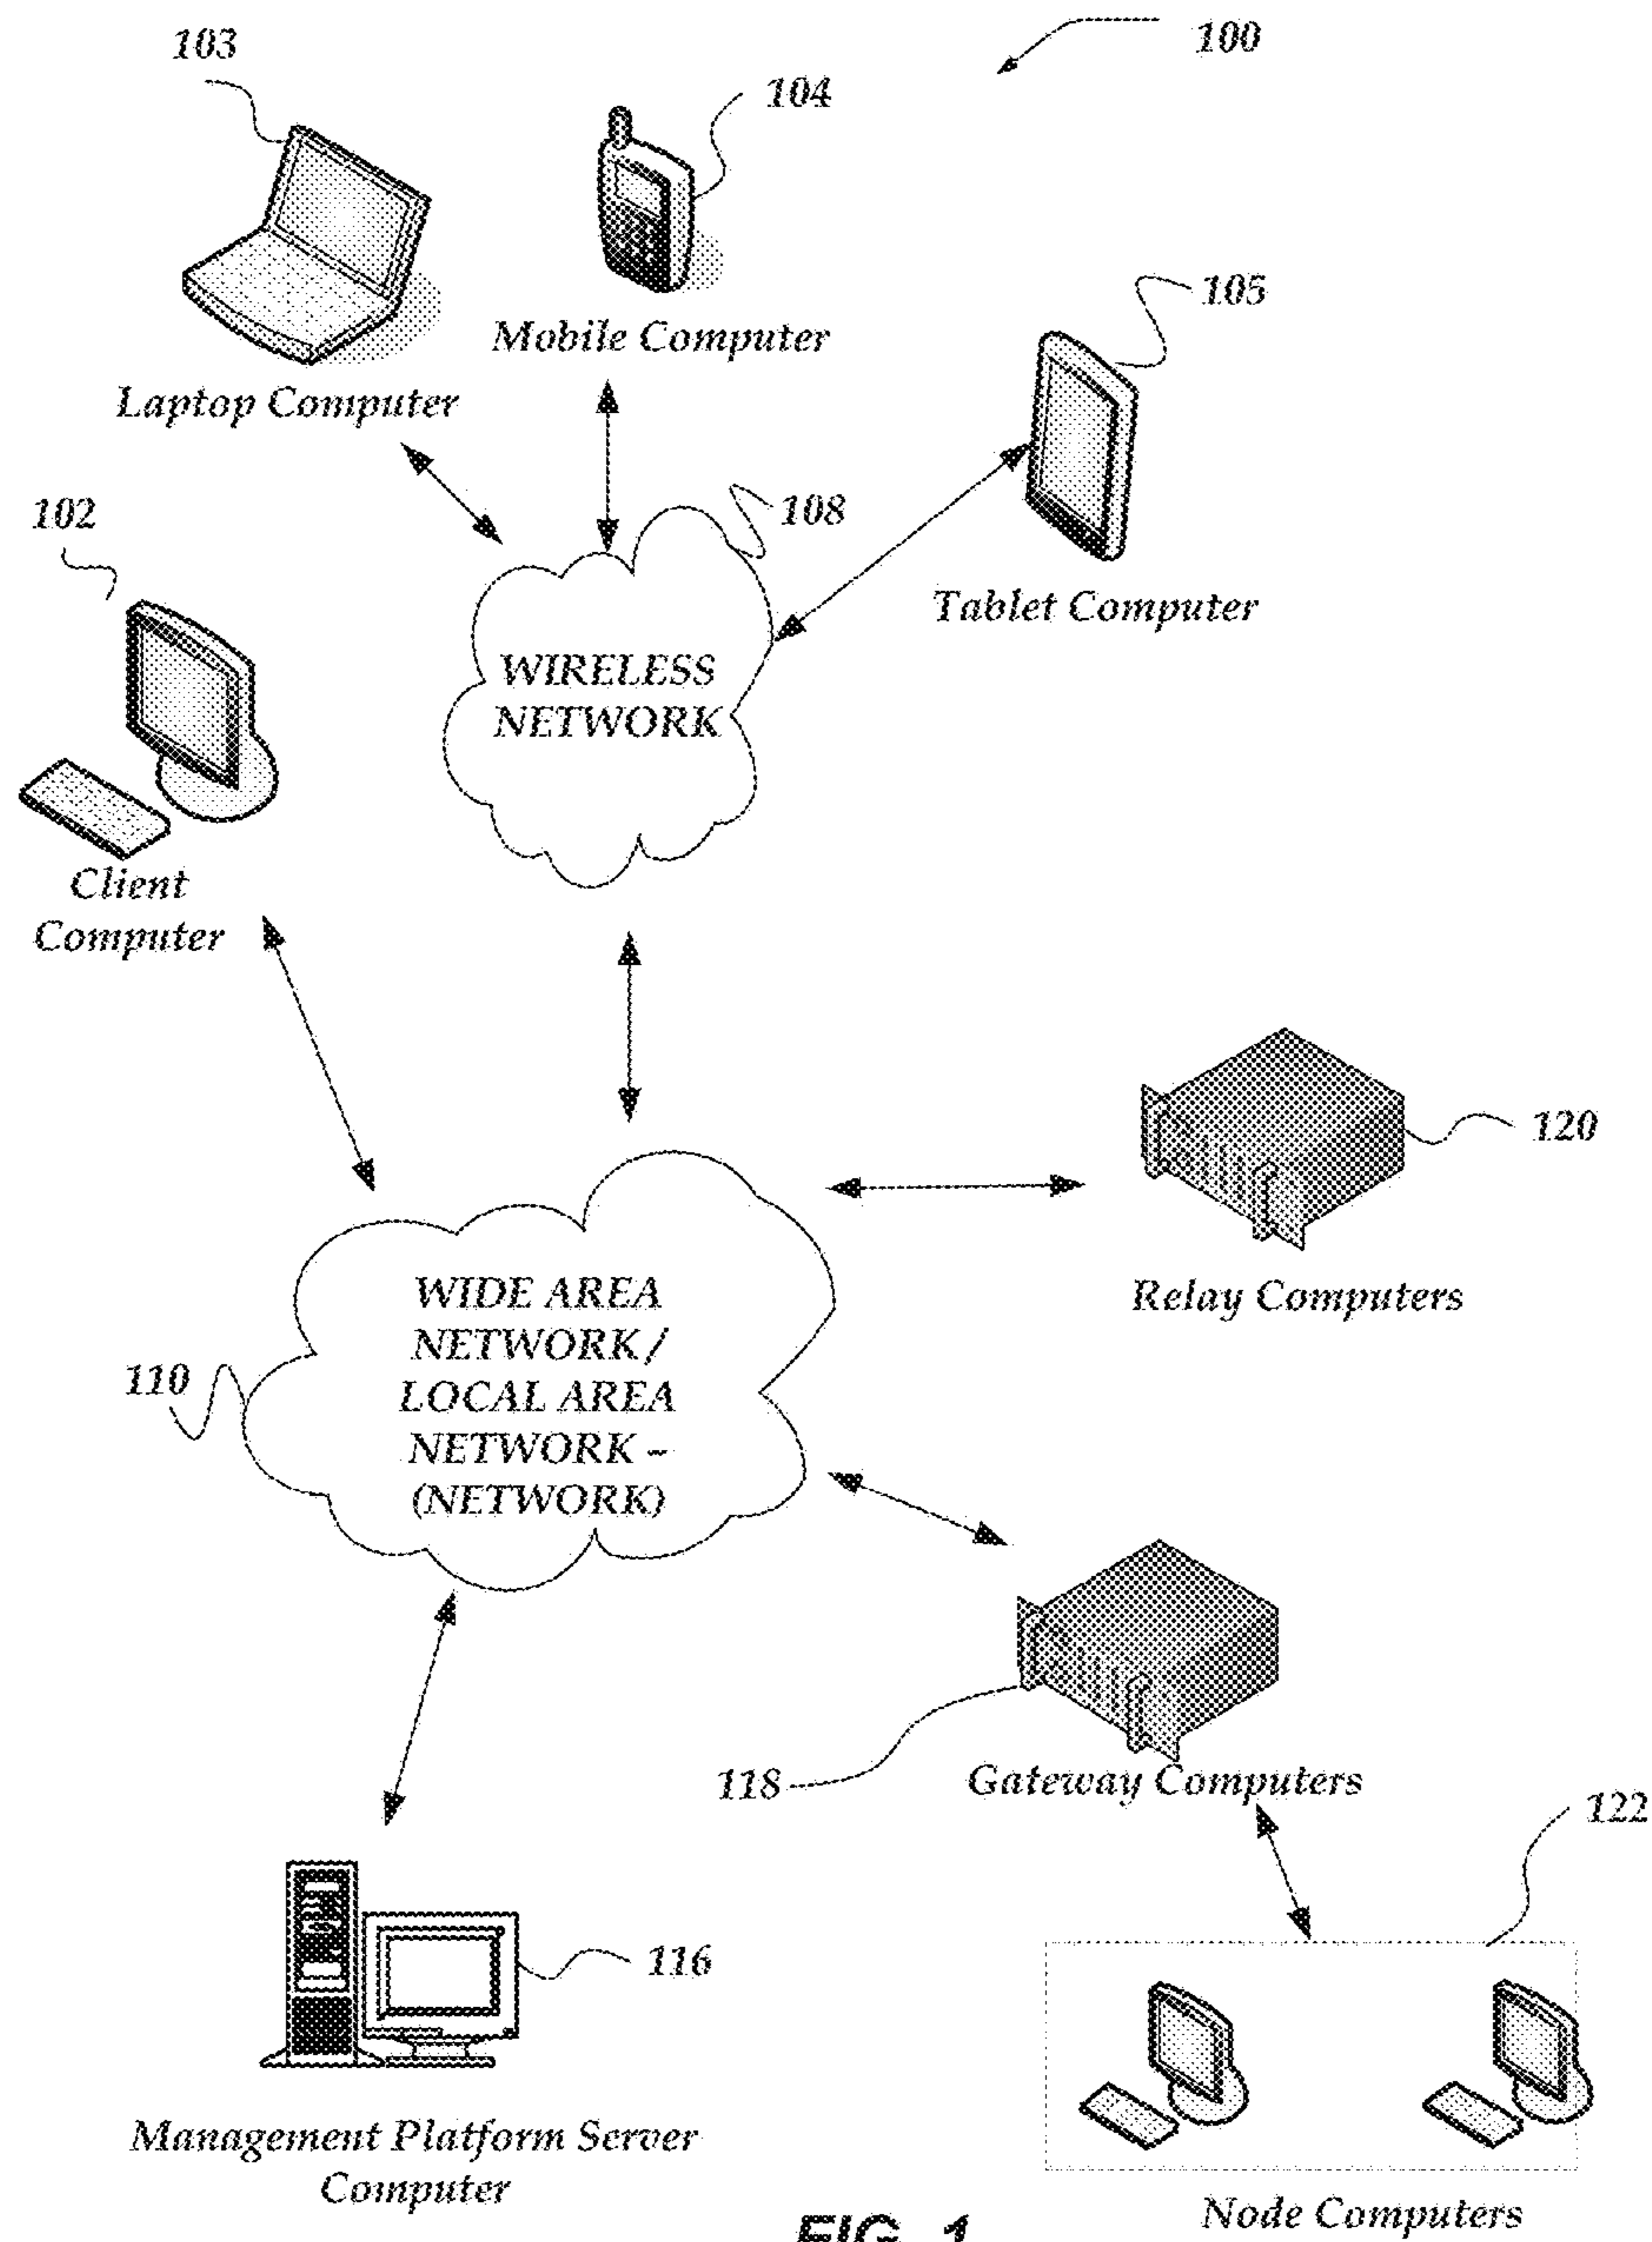 103
100
104
105
Mobile Computer
Laptop Computer
102
108
Tablet Computer
WIRELESS
NETWORK
Client
Computer
120
Relay Computers
WIDE AREA
NETWORK /
LOCAL AREA
NETWORK –
(NETWORK)
110
118
Gateway Computers
122
116
Management Platform Server
Computer
Node Computers
FIG. 1